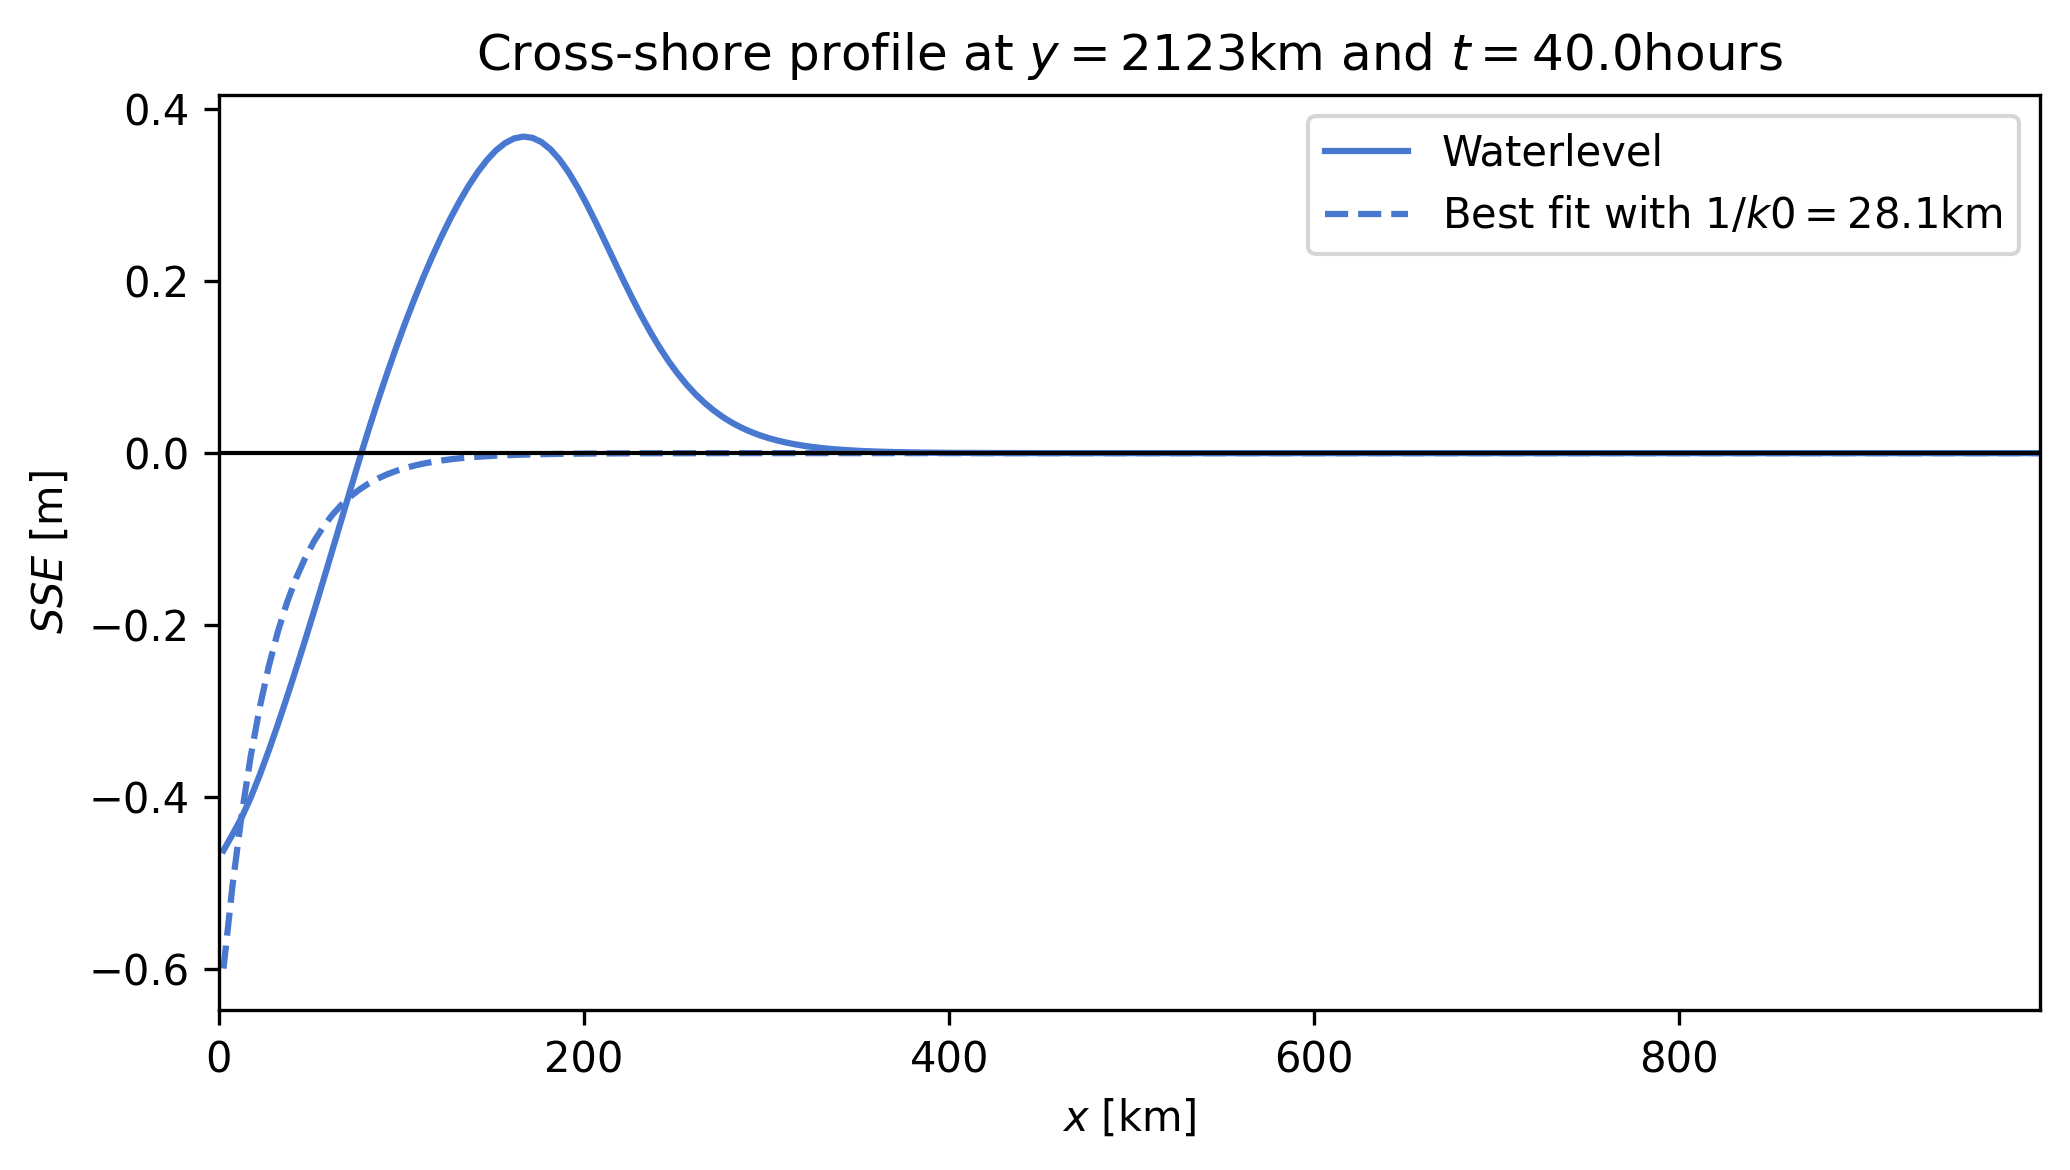 Cross-shore profile at y = 2123km and t = 40.0hours
Waterlevel
Best fit with 1/k0 = 28.1km
SSE [m]
0.4
0.2
0.0
−0.2
−0.4
−0.6
0 200 400 600 800
x [km]